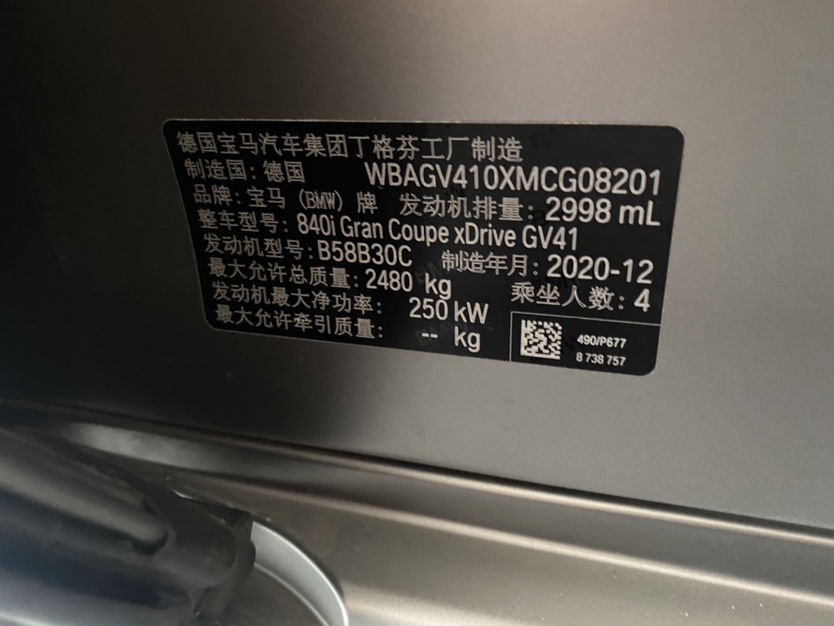 德国宝马汽车集团丁格芬工厂制造
制造国：德国 WBAGV410XMCG08201
品牌：宝马（BMW）牌 发动机排量：2998 mL
整车型号：840i Gran Coupe xDrive GV41
发动机型号：B58B30C 制造年月：2020-12
最大允许总质量：2480 kg 乘坐人数：4
发动机最大净功率： 250 kW
最大允许牵引质量： -- kg
490/P677
8 738 757